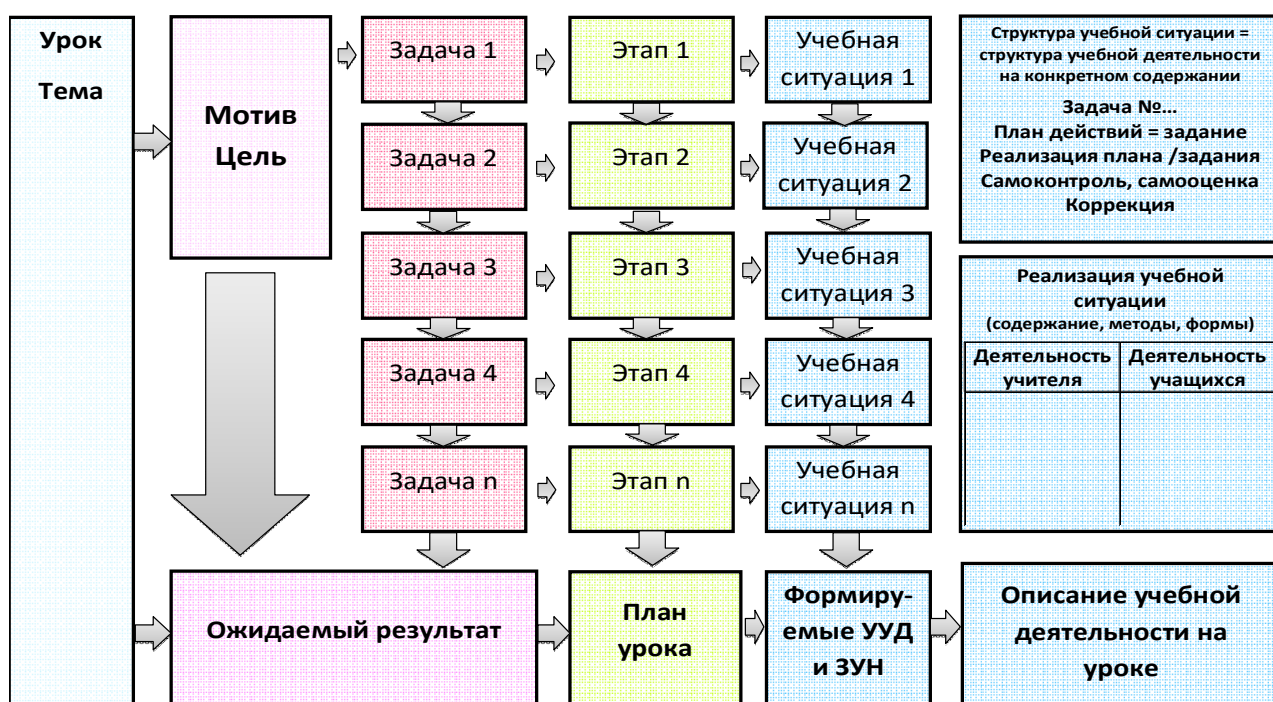 Урок
Тема
Мотив
Цель
Задача 1
Этап 1
Учебная
ситуация 1
Задача 2
Этап 2
Учебная
ситуация 2
Задача 3
Этап 3
Учебная
ситуация 3
Задача 4
Этап 4
Учебная
ситуация 4
Задача n
Этап n
Учебная
ситуация n
Структура учебной ситуации =
структура учебной деятельности
на конкретном содержании
Задача №...
План действий = задание
Реализация плана /задания
Самоконтроль, самооценка
Коррекция
Реализация учебной
ситуации
(содержание, методы, формы)
Деятельность
учителя
Деятельность
учащихся
Ожидаемый результат
План
урока
Формиру-
емые УУД
и ЗУН
Описание учебной
деятельности на
уроке